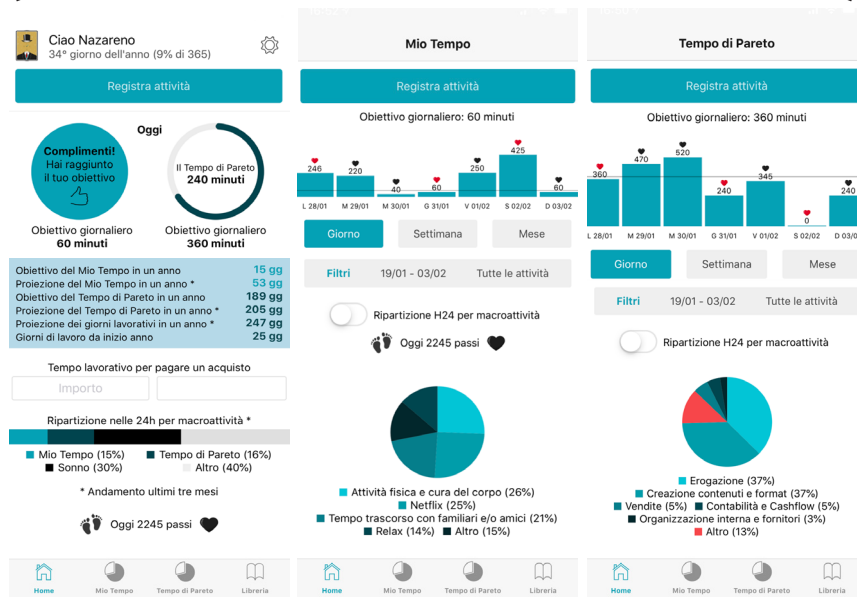 Ciao Nazareno
34° giorno dell'anno (9% di 365)
Registra attività
Oggi
Complimenti!
Hai raggiunto
il tuo obiettivo
Il Tempo di Pareto
240 minuti
Obiettivo giornaliero
60 minuti
Obiettivo giornaliero
360 minuti
Obiettivo del Mio Tempo in un anno 15 gg
Proiezione del Mio Tempo in un anno * 53 gg
Obiettivo del Tempo di Pareto in un anno 189 gg
Proiezione del Tempo di Pareto in un anno * 205 gg
Proiezione dei giorni lavorativi in un anno * 247 gg
Giorni di lavoro da inizio anno 25 gg
Tempo lavorativo per pagare un acquisto
Importo
Ripartizione nelle 24h per macroattività *
Mio Tempo (15%) Tempo di Pareto (16%)
Sonno (30%) Altro (40%)
* Andamento ultimi tre mesi
Oggi 2245 passi
Home Mio Tempo Tempo di Pareto Libreria
Mio Tempo
Registra attività
Obiettivo giornaliero: 60 minuti
246 220 40 60 250 425 60
L 28/01 M 29/01 M 30/01 G 31/01 V 01/02 S 02/02 D 03/02
Giorno Settimana Mese
Filtri 19/01 - 03/02 Tutte le attività
Ripartizione H24 per macroattività
Oggi 2245 passi
Attività fisica e cura del corpo (26%)
Netflix (25%)
Tempo trascorso con familiari e/o amici (21%)
Relax (14%) Altro (15%)
Home Mio Tempo Tempo di Pareto Libreria
Tempo di Pareto
Registra attività
Obiettivo giornaliero: 360 minuti
360 470 520 240 345 0 240
L 28/01 M 29/01 M 30/01 G 31/01 V 01/02 S 02/02 D 03/0
Giorno Settimana Mese
Filtri 19/01 - 03/02 Tutte le attività
Ripartizione H24 per macroattività
Erogazione (37%)
Creazione contenuti e format (37%)
Vendite (5%) Contabilità e Cashflow (5%)
Organizzazione interna e fornitori (3%)
Altro (13%)
Home Mio Tempo Tempo di Pareto Libreria